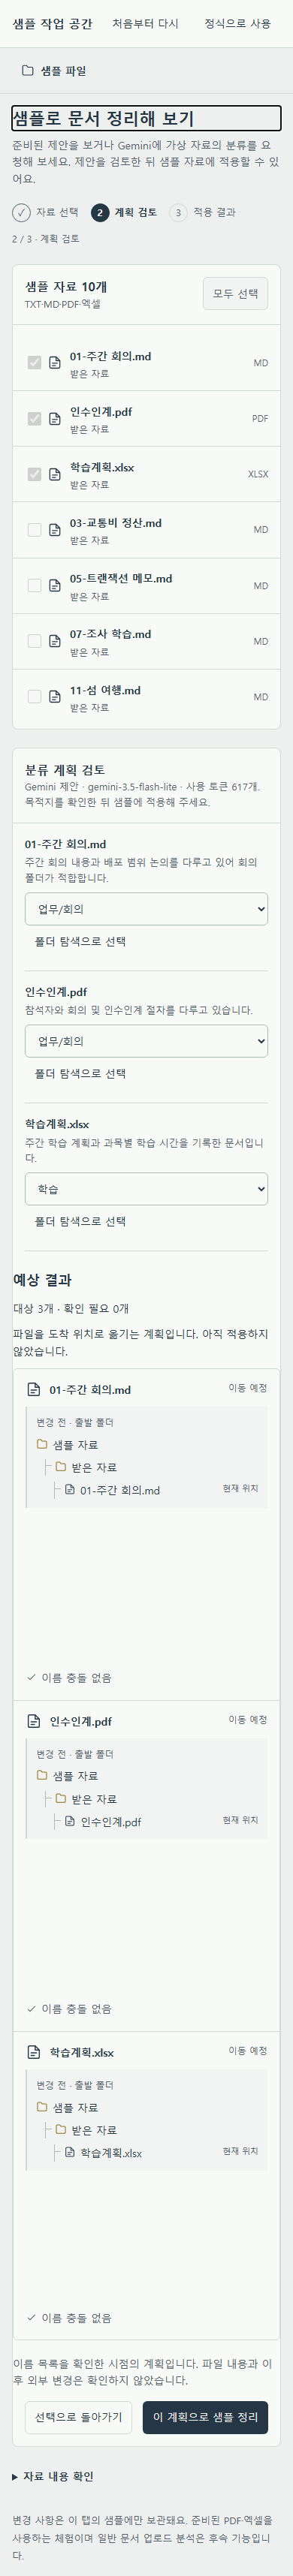 샘플 작업 공간 처음부터 다시 정식으로 사용
샘플 파일
샘플로 문서 정리해 보기
준비된 제안을 보거나 Gemini에 가상 자료의 분류를 요
청해 보세요. 제안을 검토한 뒤 샘플 자료에 적용할 수 있
어요.
자료 선택 2 계획 검토 3 적용 결과
2 / 3 · 계획 검토
샘플 자료 10개
TXT·MD·PDF·엑셀
모두 선택
01-주간 회의.md
받은 자료
MD
인수인계.pdf
받은 자료
PDF
학습계획.xlsx
받은 자료
XLSX
03-교통비 정산.md
받은 자료
MD
05-트랜잭션 메모.md
받은 자료
MD
07-조사 학습.md
받은 자료
MD
11-섬 여행.md
받은 자료
MD
분류 계획 검토
Gemini 제안 · gemini-3.5-flash-lite · 사용 토큰 617개.
목적지를 확인한 뒤 샘플에 적용해 주세요.
01-주간 회의.md
주간 회의 내용과 배포 범위 논의를 다루고 있어 회의
폴더가 적합합니다.
업무/회의
폴더 탐색으로 선택
인수인계.pdf
참석자와 회의 및 인수인계 절차를 다루고 있습니다.
업무/회의
폴더 탐색으로 선택
학습계획.xlsx
주간 학습 계획과 과목별 학습 시간을 기록한 문서입니
다.
학습
폴더 탐색으로 선택
예상 결과
대상 3개 · 확인 필요 0개
파일을 도착 위치로 옮기는 계획입니다. 아직 적용하지
않았습니다.
01-주간 회의.md 이동 예정
변경 전 · 출발 폴더
샘플 자료
받은 자료
01-주간 회의.md 현재 위치
이름 충돌 없음
인수인계.pdf 이동 예정
변경 전 · 출발 폴더
샘플 자료
받은 자료
인수인계.pdf 현재 위치
이름 충돌 없음
학습계획.xlsx 이동 예정
변경 전 · 출발 폴더
샘플 자료
받은 자료
학습계획.xlsx 현재 위치
이름 충돌 없음
이름 목록을 확인한 시점의 계획입니다. 파일 내용과 이
후 외부 변경은 확인하지 않았습니다.
선택으로 돌아가기 이 계획으로 샘플 정리
자료 내용 확인
변경 사항은 이 탭의 샘플에만 보관돼요. 준비된 PDF·엑셀을
사용하는 체험이며 일반 문서 업로드 분석은 후속 기능입니
다.